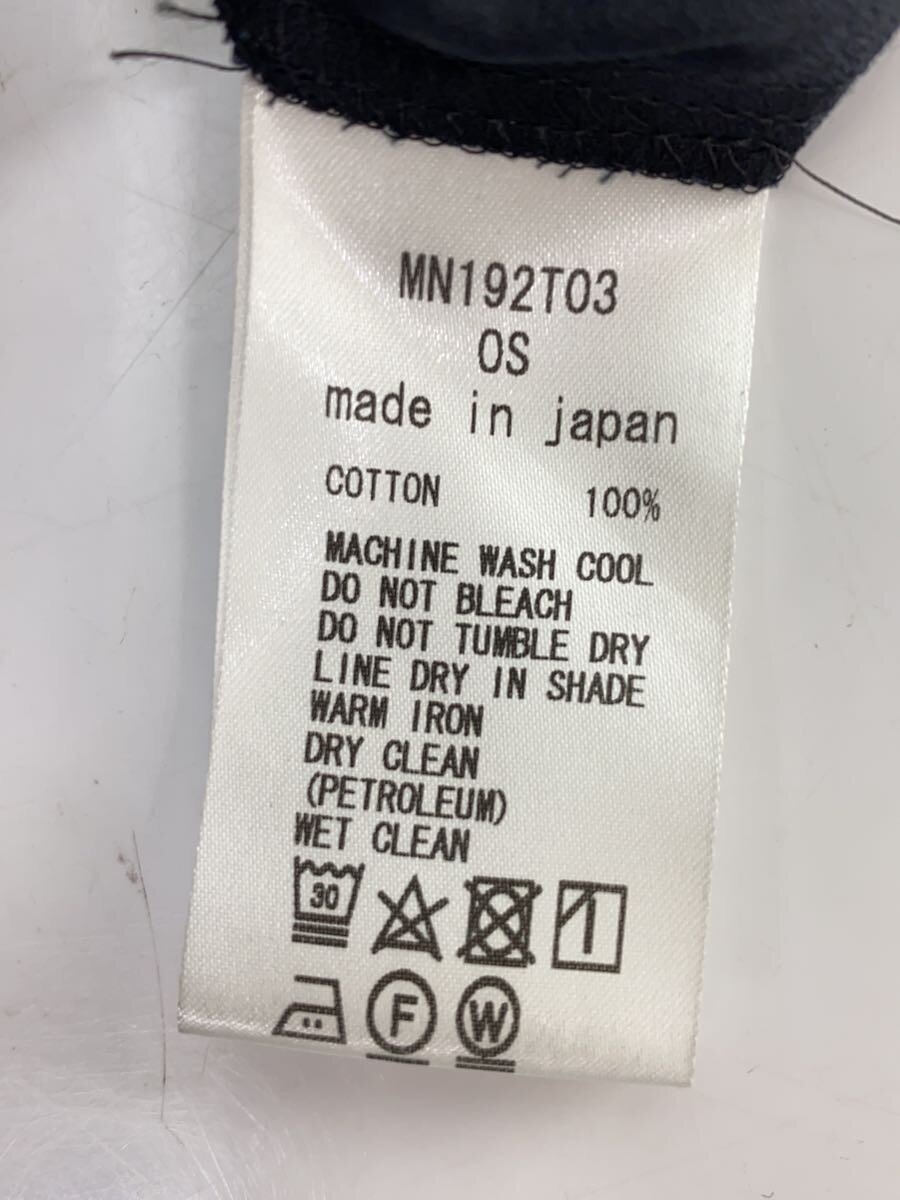 MN192T03
OS
made in japan
COTTON 100%
MACHINE WASH COOL
DO NOT BLEACH
DO NOT TUMBLE DRY
LINE DRY IN SHADE
WARM IRON
DRY CLEAN
(PETROLEUM)
WET CLEAN
30
F W